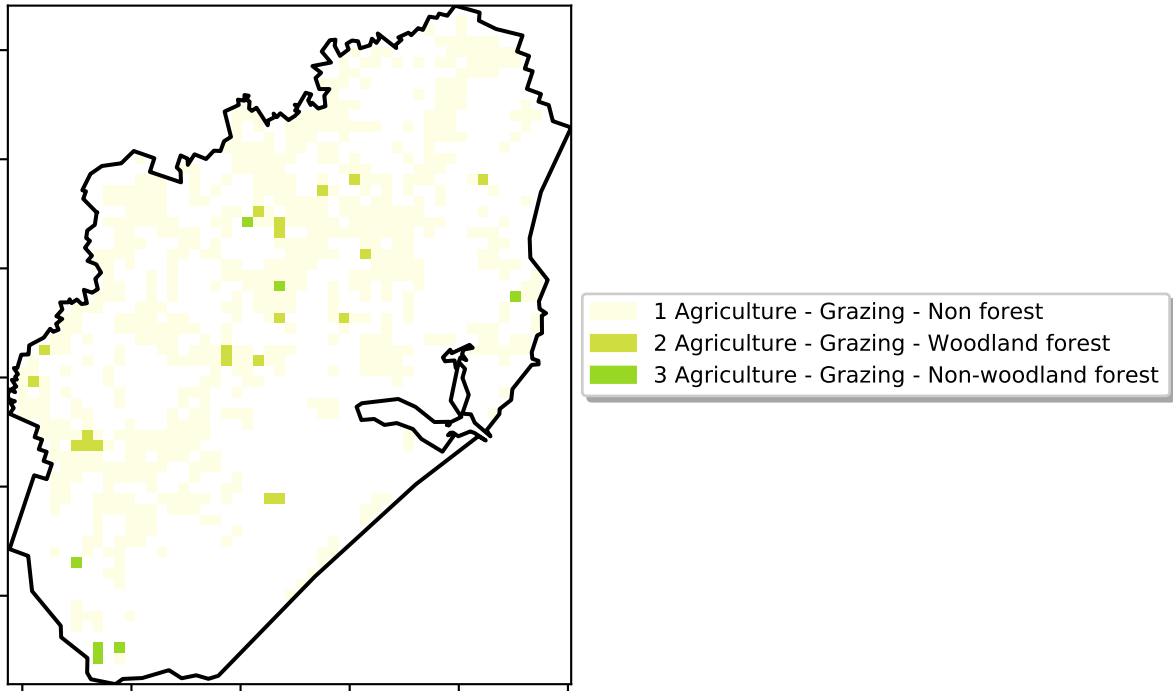 1 Agriculture - Grazing - Non forest
2 Agriculture - Grazing - Woodland forest
3 Agriculture - Grazing - Non-woodland forest